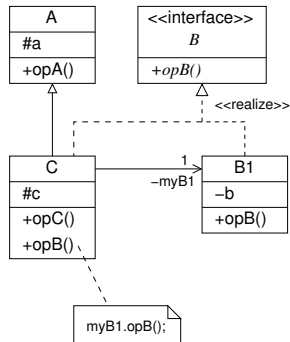 A
#a
+opA()
<<interface>>
B
+opB()
<<realize>>
C
#c
+opC()
+opB()
1
−myB1
B1
−b
+opB()
myB1.opB();